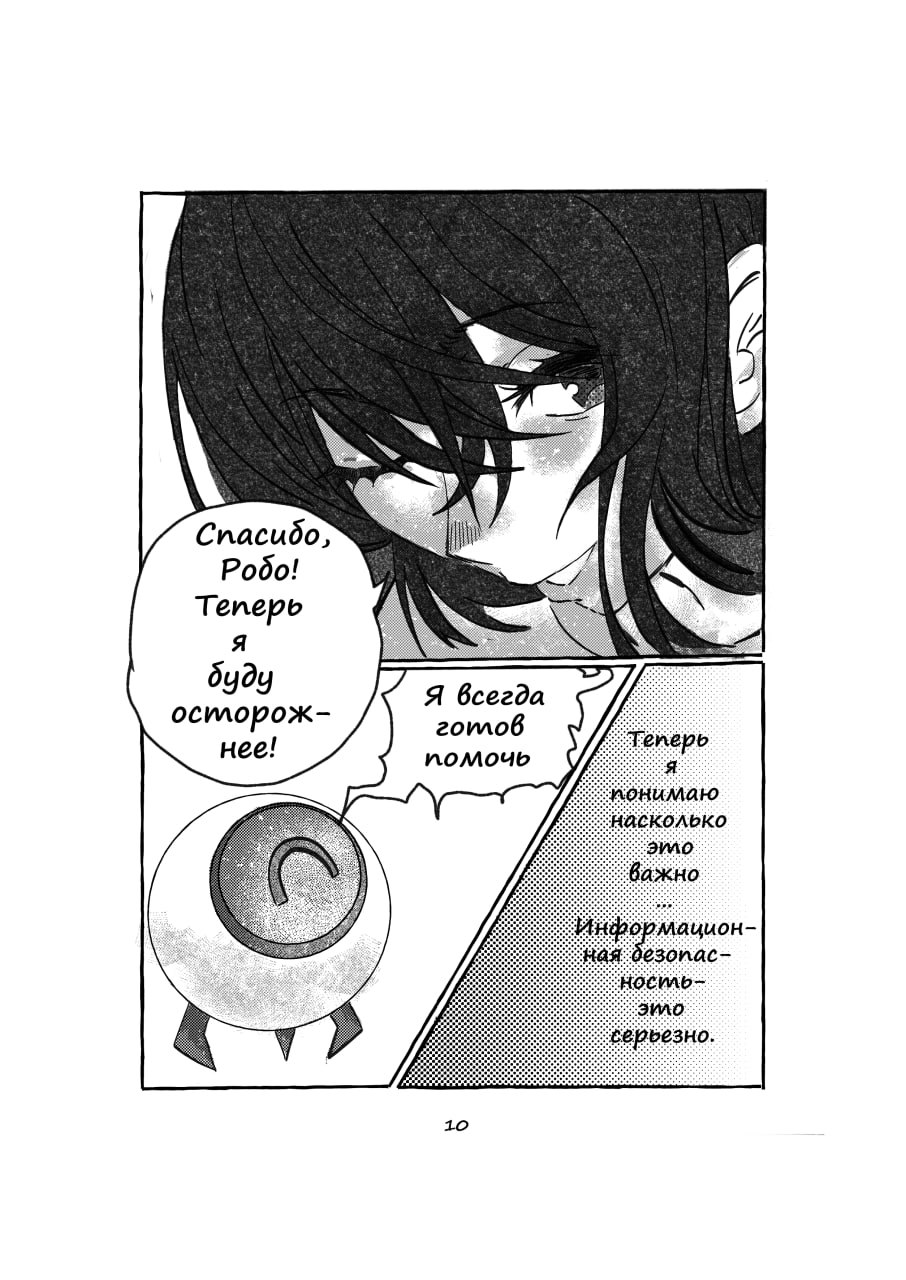 Спасибо,
Робо!
Теперь
я
буду
осторож-
нее!
Я всегда
готов
помочь
Теперь
я
понимаю
насколько
это
важно
...
Информацион-
ная безопас-
ность-
это
серьезно.
10